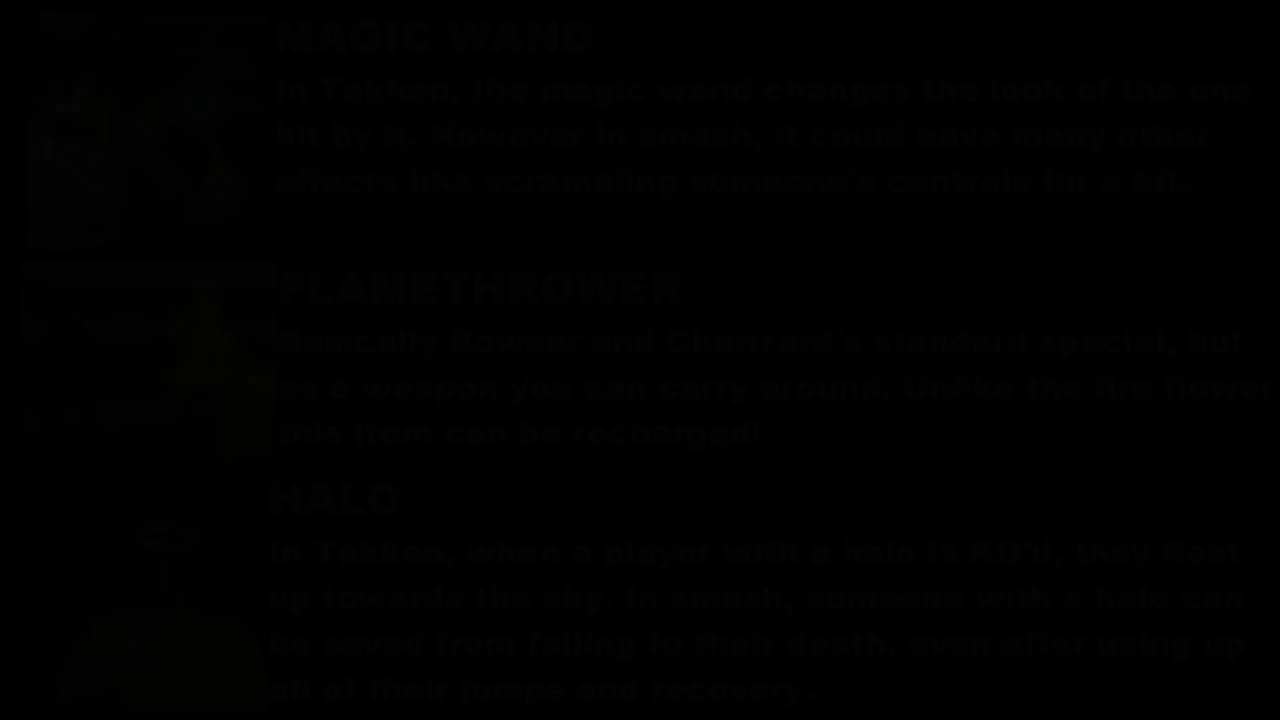 MAGIC WAND
In Tekken, the magic wand changes the look of the one
hit by it. However in smash, it could have many other
effects like scrambling someone's controls for a bit.
FLAMETHROWER
Basically Bowser and Charizard's standard special, but
as a weapon you can carry around. Unlike the fire flower
this item can be recharged!
HALO
In Tekken, when a player with a halo is KO'd, they float
up towards the sky. In smash, someone with a halo can
be saved from falling to their death, even after using up
all of their jumps and recovery.